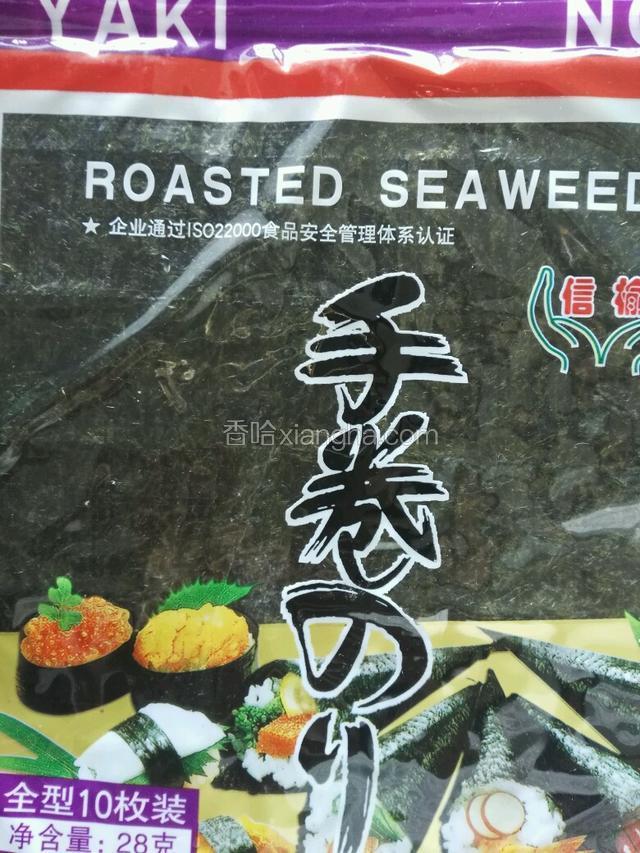 YAKI NO
ROASTED SEAWEED
★ 企业通过ISO22000食品安全管理体系认证
信榆
手巻のり
香哈xiangha.com
全型10枚装
净含量: 28克